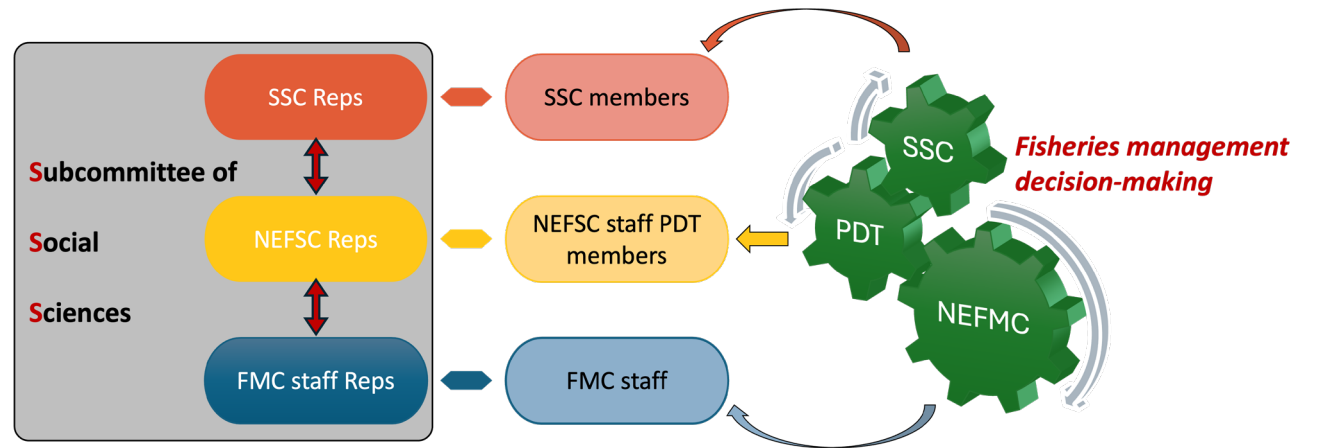 SSC Reps
SSC members
SSC
Fisheries management
decision-making
Subcommittee of
Social
Sciences
NEFSC Reps
NEFSC staff PDT
members
PDT
NEFMC
FMC staff Reps
FMC staff